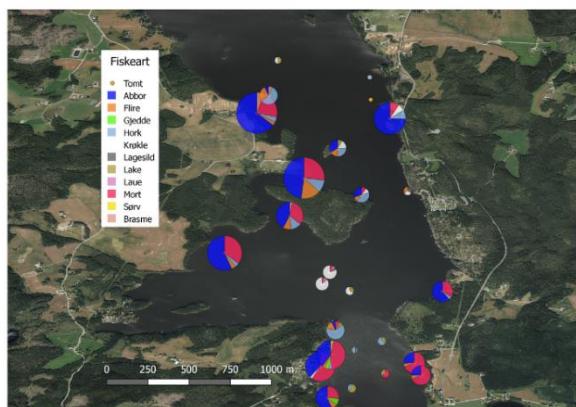 Fiskeart
Tomt
Abbor
Flire
Gjedde
Hork
Krøkle
Lagesild
Lake
Laue
Mort
Sørv
Brasme
0 250 500 750 1000 m